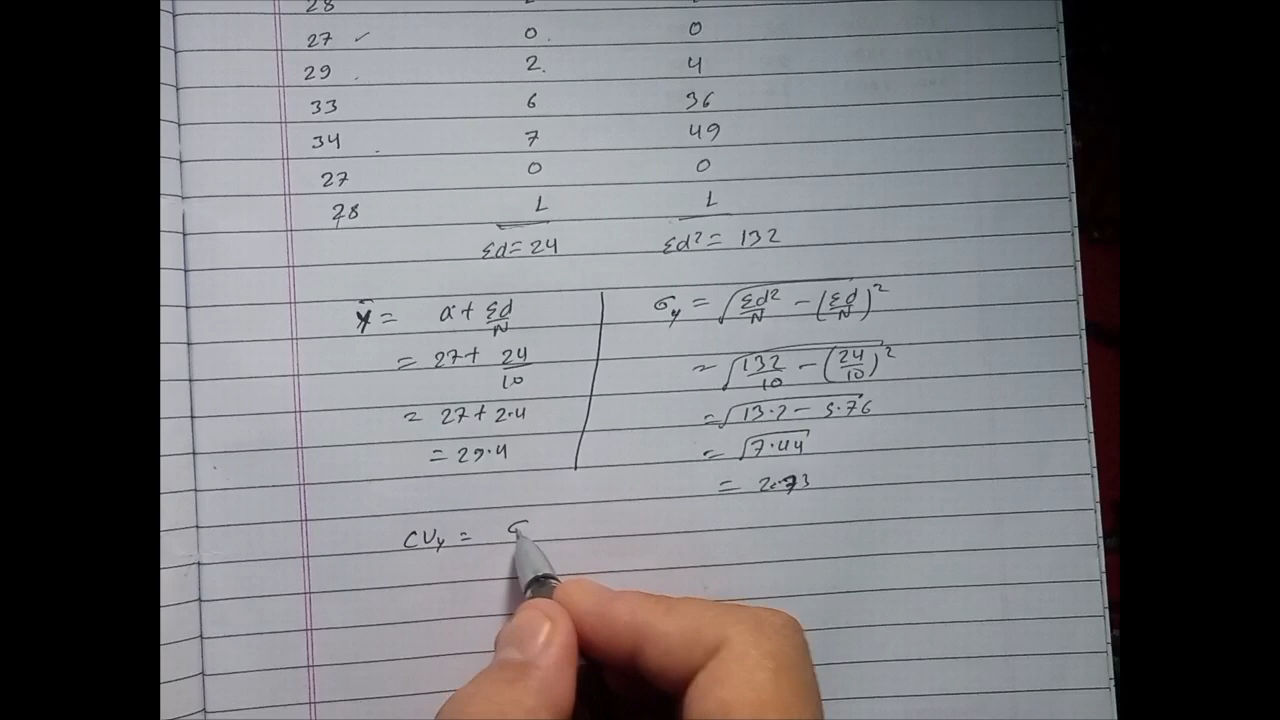 28
27 ✓ 0 0
29 2 4
33 6 36
34 7 49
27 0 0
28 1 1
Σd = 24 Σd² = 132
Ȳ = a + Σd/N
= 27 + 24/10
= 27 + 2.4
= 29.4
σy = √(Σd²/N − (Σd/N)²)
= √(132/10 − (24/10)²)
= √(13.2 − 5.76)
= √7.44
= 2.73
CVy = σ